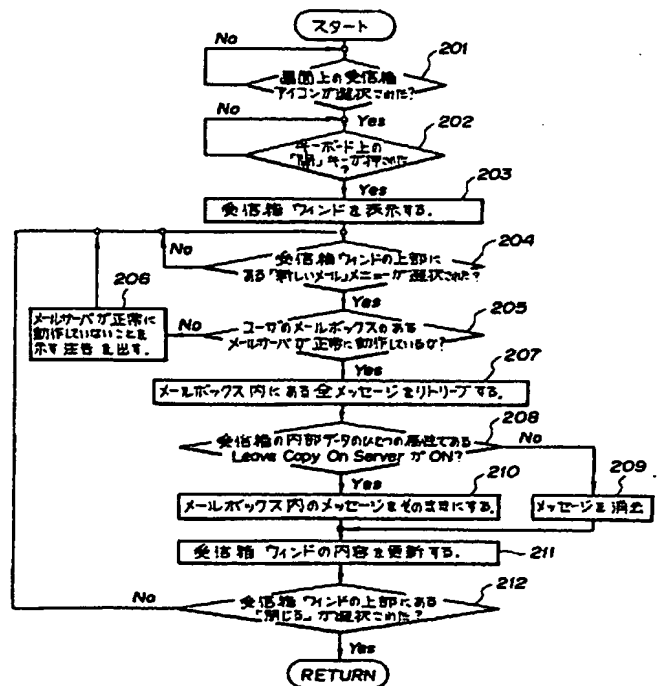 スタート
No
201
画面上の受信箱
アイコンが選択された?
Yes
No
202
キーボード上の
「開」キーが押された
?
Yes
203
受信箱 ウィンドを表示する.
No
204
受信箱ウィンドの上部に
ある「新しいメール」メニューが選択された?
Yes
206
205
メールサーバが正常に
動作していないことを
示す注告を出す.
No
ユーザのメールボックスのある
メールサーバが正常に動作しているか?
Yes
207
メールボックス内にある全メッセージをリトリーブする.
208
受信箱の内部データのひとつの属性である
Leave Copy On Server が ON?
No
Yes
210
209
メールボックス内のメッセージをそのままにする.
メッセージを消去
受信箱 ウィンドの内容を更新する.
211
No
212
受信箱 ウィンドの上部にある
「閉じる」が選択された?
Yes
RETURN